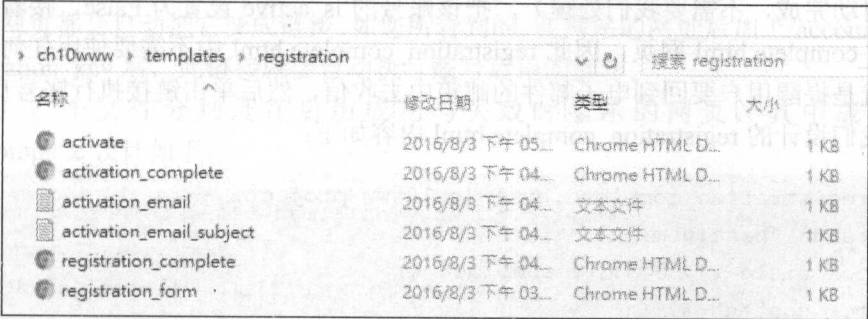 › ch10www › templates › registration
搜索 registration
名称 修改日期 类型 大小
activate 2016/8/3 下午 05... Chrome HTML D... 1 KB
activation_complete 2016/8/3 下午 04... Chrome HTML D... 1 KB
activation_email 2016/8/3 下午 04... 文本文件 1 KB
activation_email_subject 2016/8/3 下午 04... 文本文件 1 KB
registration_complete 2016/8/3 下午 04... Chrome HTML D... 1 KB
registration_form 2016/8/3 下午 03... Chrome HTML D... 1 KB